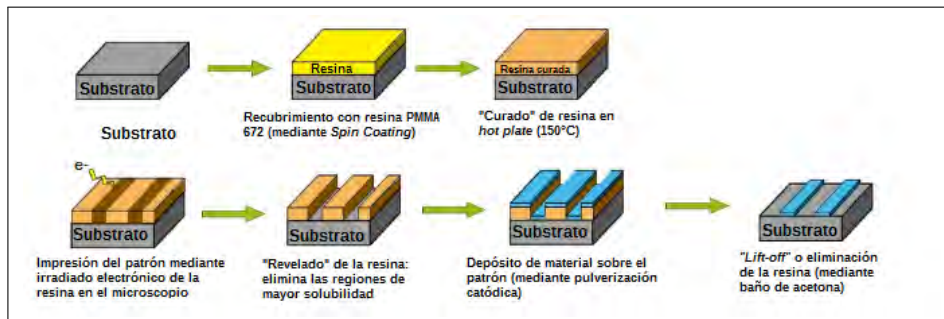 Substrato
Substrato
Resina
Substrato
Recubrimiento con resina PMMA
672 (mediante Spin Coating)
Resina curada
Substrato
"Curado" de resina en
hot plate (150°C)
e-
Substrato
Impresión del patrón mediante
irradiado electrónico de la
resina en el microscopio
Substrato
"Revelado" de la resina:
elimina las regiones de
mayor solubilidad
Substrato
Depósito de material sobre el
patrón (mediante pulverización
catódica)
Substrato
"Lift-off" o eliminación
de la resina (mediante
baño de acetona)